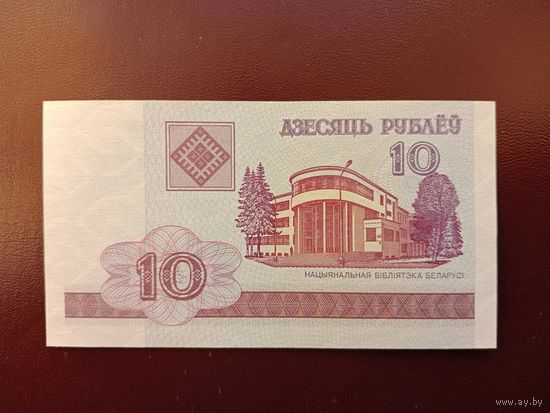 ДЗЕСЯЦЬ РУБЛЁЎ
10
НАЦЫЯНАЛЬНАЯ БІБЛІЯТЭКА БЕЛАРУСІ
10
www.ay.by